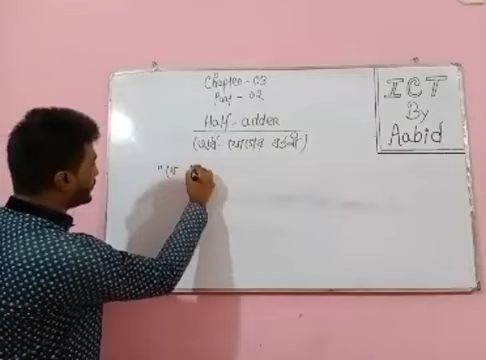 Chapter - 03
Part - 02
Half-adder
(অর্ধ- যোগের বর্তনী)
"যে
ICT
By
Aabid